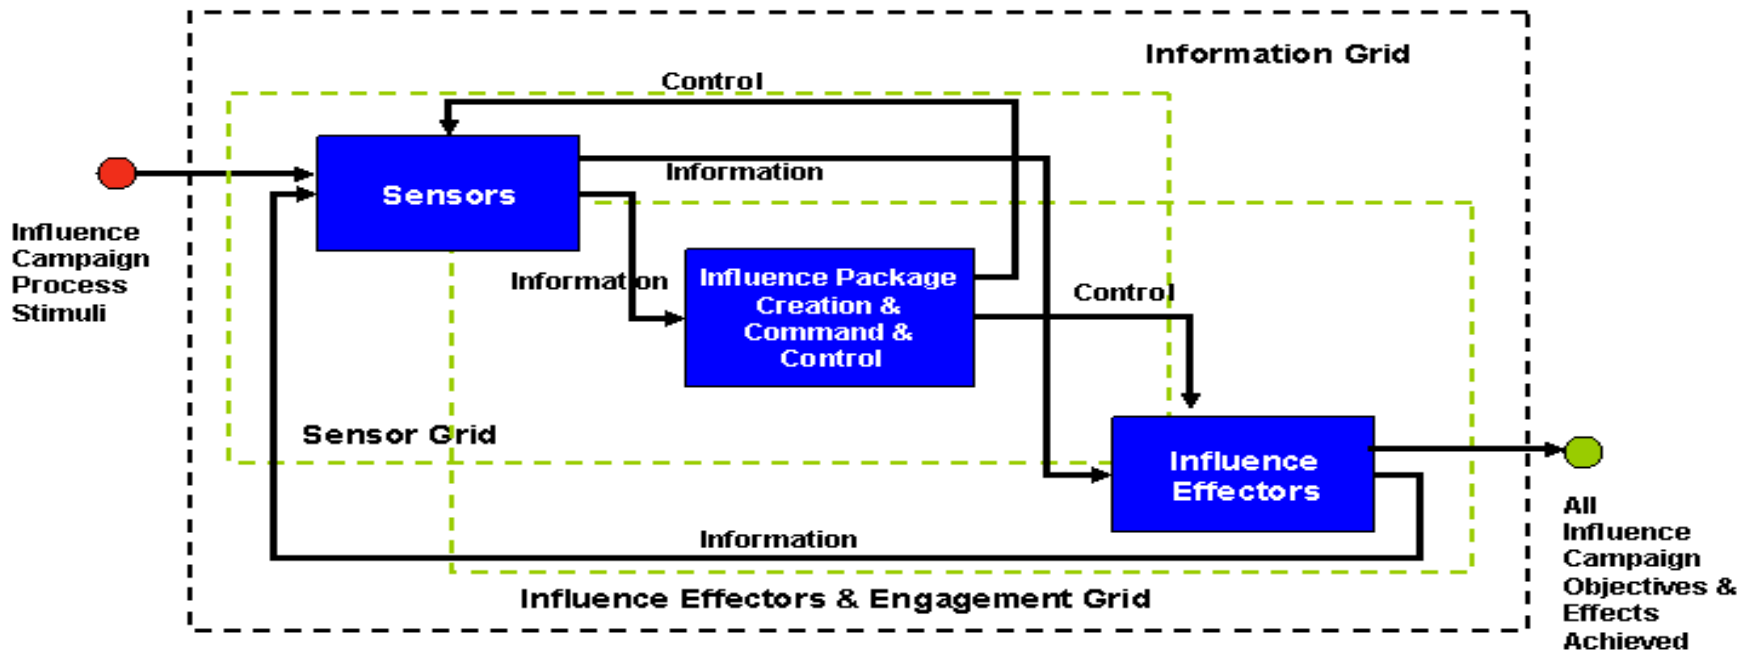 Information Grid
Control
Information
Sensors
Influence
Campaign
Process
Stimuli
Information
Influence Package
Creation &
Command &
Control
Control
Sensor Grid
Influence
Effectors
Information
Influence Effectors & Engagement Grid
All
Influence
Campaign
Objectives &
Effects
Achieved